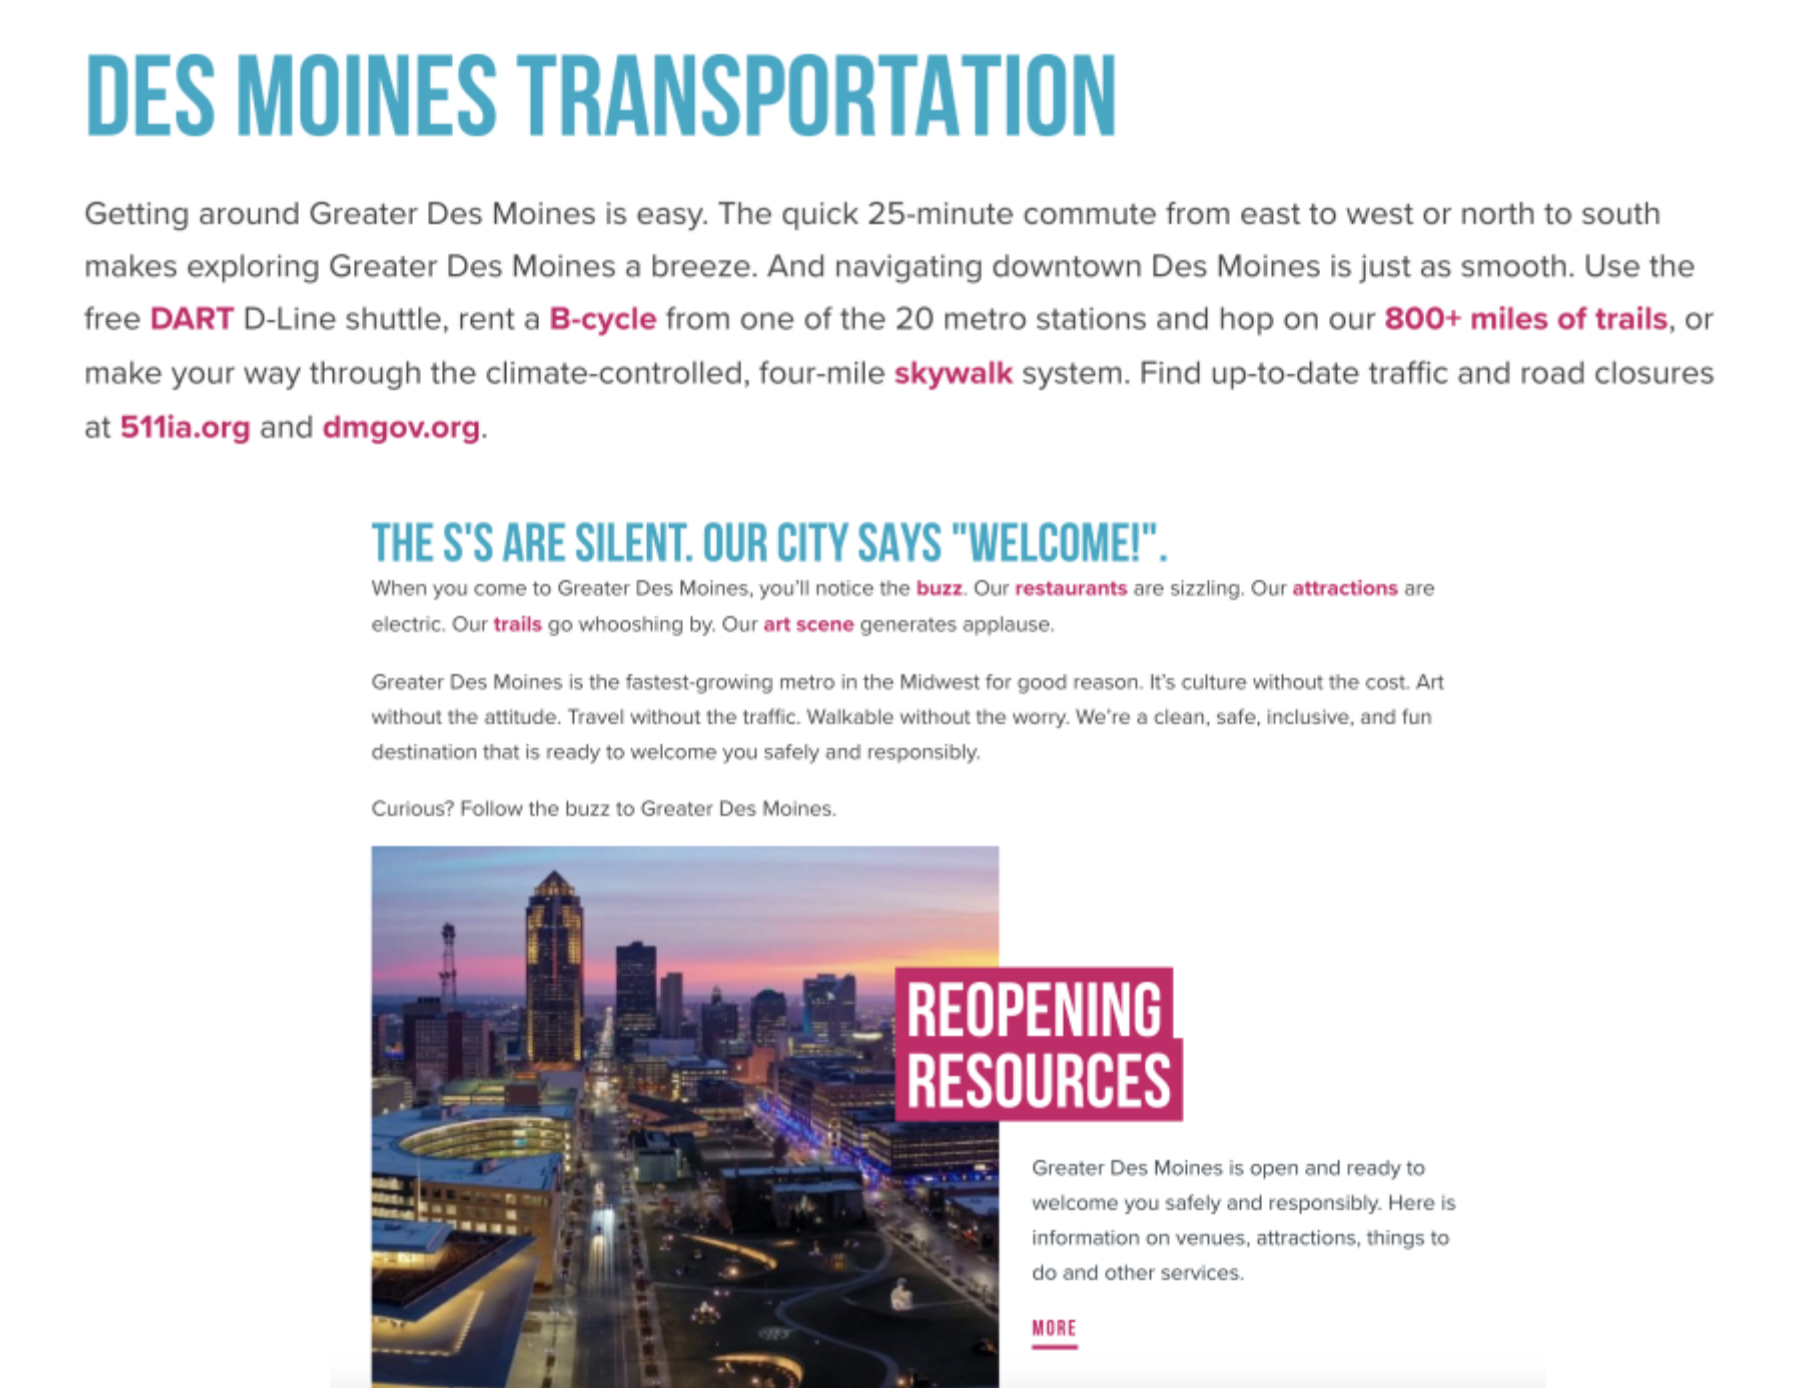 DES MOINES TRANSPORTATION
Getting around Greater Des Moines is easy. The quick 25-minute commute from east to west or north to south
makes exploring Greater Des Moines a breeze. And navigating downtown Des Moines is just as smooth. Use the
free DART D-Line shuttle, rent a B-cycle from one of the 20 metro stations and hop on our 800+ miles of trails, or
make your way through the climate-controlled, four-mile skywalk system. Find up-to-date traffic and road closures
at 511ia.org and dmgov.org.
THE S'S ARE SILENT. OUR CITY SAYS "WELCOME!".
When you come to Greater Des Moines, you'll notice the buzz. Our restaurants are sizzling. Our attractions are
electric. Our trails go whooshing by. Our art scene generates applause.
Greater Des Moines is the fastest-growing metro in the Midwest for good reason. It's culture without the cost. Art
without the attitude. Travel without the traffic. Walkable without the worry. We're a clean, safe, inclusive, and fun
destination that is ready to welcome you safely and responsibly.
Curious? Follow the buzz to Greater Des Moines.
REOPENING
RESOURCES
Greater Des Moines is open and ready to
welcome you safely and responsibly. Here is
information on venues, attractions, things to
do and other services.
MORE